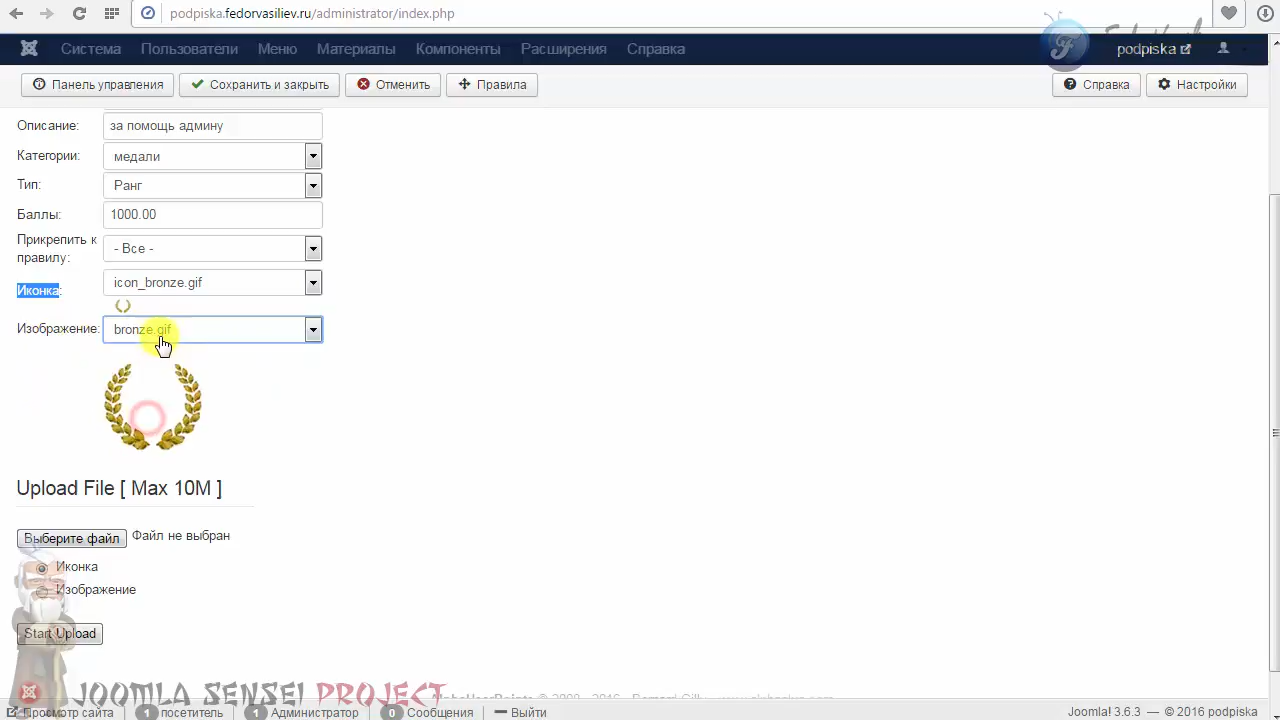 podpiska.fedorvasiliev.ru/administrator/index.php
Система Пользователи Меню Материалы Компоненты Расширения Справка podpiska
Панель управления Сохранить и закрыть Отменить Правила Справка Настройки
Описание: за помощь админу
Категории: медали
Тип: Ранг
Баллы: 1000.00
Прикрепить к
правилу: - Все -
Иконка: icon_bronze.gif
Изображение: bronze.gif
Upload File [ Max 10M ]
Выберите файл Файл не выбран
Иконка
Изображение
Start Upload
JOOMLA SENSEI PROJECT
Просмотр сайта 1 посетитель 1 Администратор 0 Сообщения Выйти Joomla! 3.6.3 — © 2016 podpiska